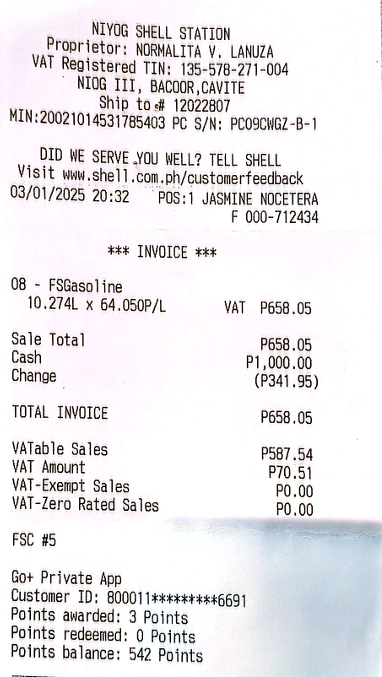 NIYOG SHELL STATION
Proprietor: NORMALITA V. LANUZA
VAT Registered TIN: 135-578-271-004
NIOG III, BACOOR,CAVITE
Ship to # 12022807
MIN:20021014531785403 PC S/N: PC09CWGZ-B-1
DID WE SERVE YOU WELL? TELL SHELL
Visit www.shell.com.ph/customerfeedback
03/01/2025 20:32 POS:1 JASMINE NOCETERA
F 000-712434
*** INVOICE ***
08 - FSGasoline
10.274L x 64.050P/L VAT P658.05
Sale Total P658.05
Cash P1,000.00
Change (P341.95)
TOTAL INVOICE P658.05
VATable Sales P587.54
VAT Amount P70.51
VAT-Exempt Sales P0.00
VAT-Zero Rated Sales P0.00
FSC #5
Go+ Private App
Customer ID: 800011*********6691
Points awarded: 3 Points
Points redeemed: 0 Points
Points balance: 542 Points